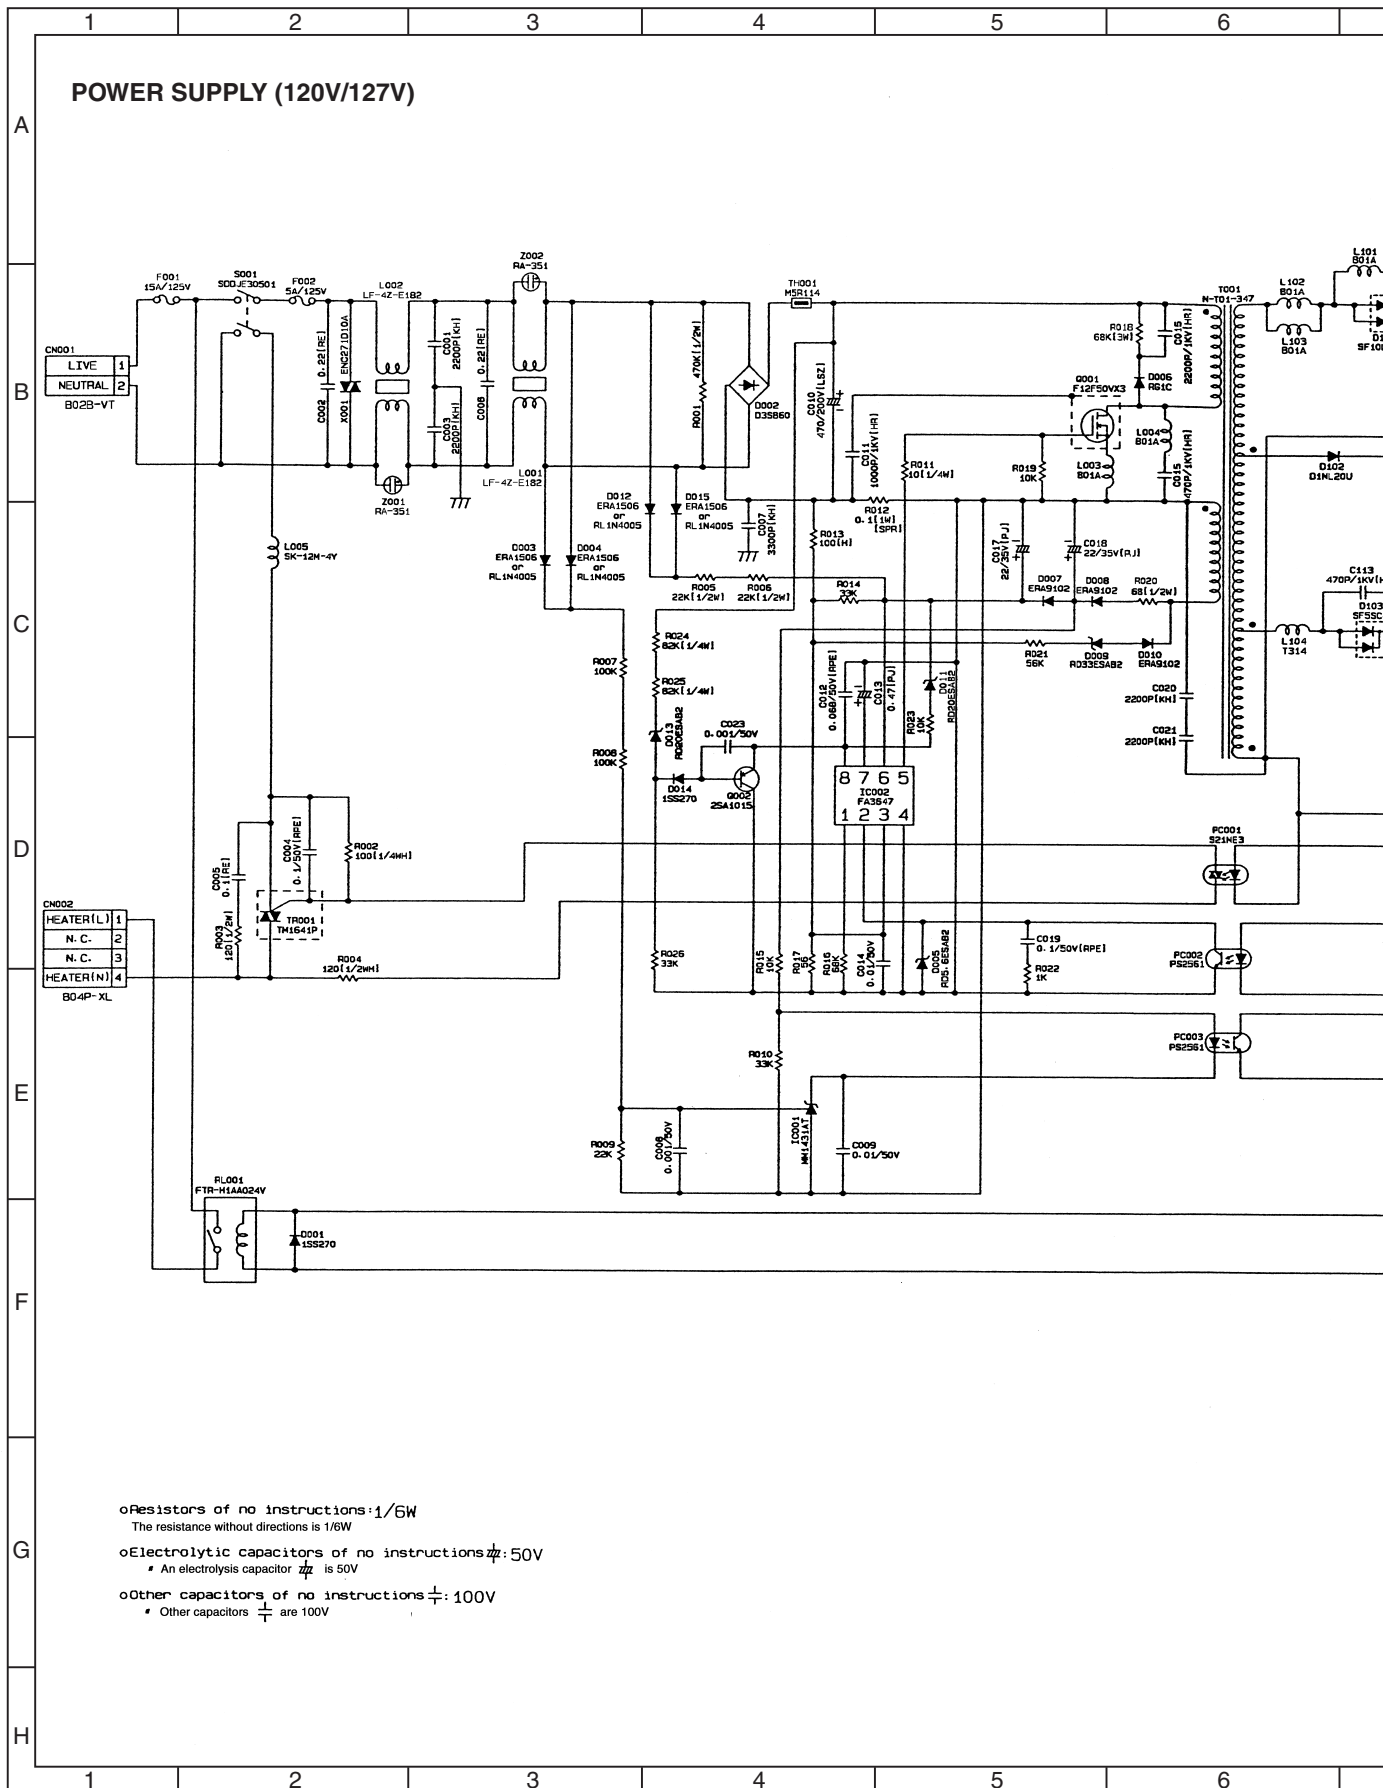 1 2 3 4 5 6
A
POWER SUPPLY (120V/127V)
B
F001
15A/125V
S001
SDDJE30501
F002
5A/125V
L002
LF-4Z-E182
Z002
RA-351
TH001
M5R114
T001
N-T01-347
L101
B01A
L102
B01A
L103
B01A
D1
SF10
CN001
LIVE 1
NEUTRAL 2
B02B-VT
C002
0.22[RE]
X001
ENC271D10A
C001
2200P[KH]
C003
2200P[KH]
C006
0.22[RE]
Z001
RA-351
L001
LF-4Z-E182
R001
470K[1/2W]
D002
D3SB60
C010
470/200V[LSZ]
C011
1000P/1KV[HR]
R011
10[1/4W]
R018
68K[3W]
C015
2200P/1KV[HR]
D006
RG1C
Q001
F12F50VX3
L004
B01A
L003
B01A
R019
10K
C015
470P/1KV[HR]
D102
D1NL20U
C
L005
SK-12M-4Y
D003
ERA1506
or
RL1N4005
D004
ERA1506
or
RL1N4005
D012
ERA1506
or
RL1N4005
D015
ERA1506
or
RL1N4005
C007
3300P[KH]
R012
0.1[1W]
[SPR]
R013
100[H]
C017
22/35V[PJ]
C018
22/35V[PJ]
D007
ERA9102
D008
ERA9102
R020
68[1/2W]
R005
22K[1/2W]
R006
22K[1/2W]
R014
33K
R007
100K
R024
82K[1/4W]
R025
82K[1/4W]
R021
56K
D009
RD33ESAB2
D010
ERA9102
C012
0.068/50V[RPE]
C013
0.47[PJ]
D011
RD20ESAB2
R023
10K
C020
2200P[KH]
C021
2200P[KH]
L104
T314
C113
470P/1KV[H
D103
SF5SC
D
R008
100K
D013
RD20ESAB2
C023
0.001/50V
D014
1SS270
Q002
2SA1015
8 7 6 5
IC002
FA3647
1 2 3 4
PC001
S21ME3
C005
0.1[RE]
C004
0.1/50V[RPE]
R002
100[1/4WH]
R003
120[1/2W]
TR001
TM1641P
R004
120[1/2WH]
CN002
HEATER(L) 1
N.C. 2
N.C. 3
HEATER(N) 4
B04P-XL
R026
33K
R015
10K
R017
56
R016
68K
C014
0.01/50V
D005
RD5.6ESAB2
C019
0.1/50V[RPE]
R022
1K
PC002
PS2561
E
PC003
PS2561
R010
33K
R009
22K
C008
0.001/50V
IC001
MM1431AT
C009
0.01/50V
F
RL001
FTR-H1AA024V
D001
1SS270
G
oResistors of no instructions:1/6W
The resistance without directions is 1/6W
oElectrolytic capacitors of no instructions :50V
〃 An electrolysis capacitor is 50V
oOther capacitors of no instructions :100V
〃 Other capacitors are 100V
H
1 2 3 4 5 6